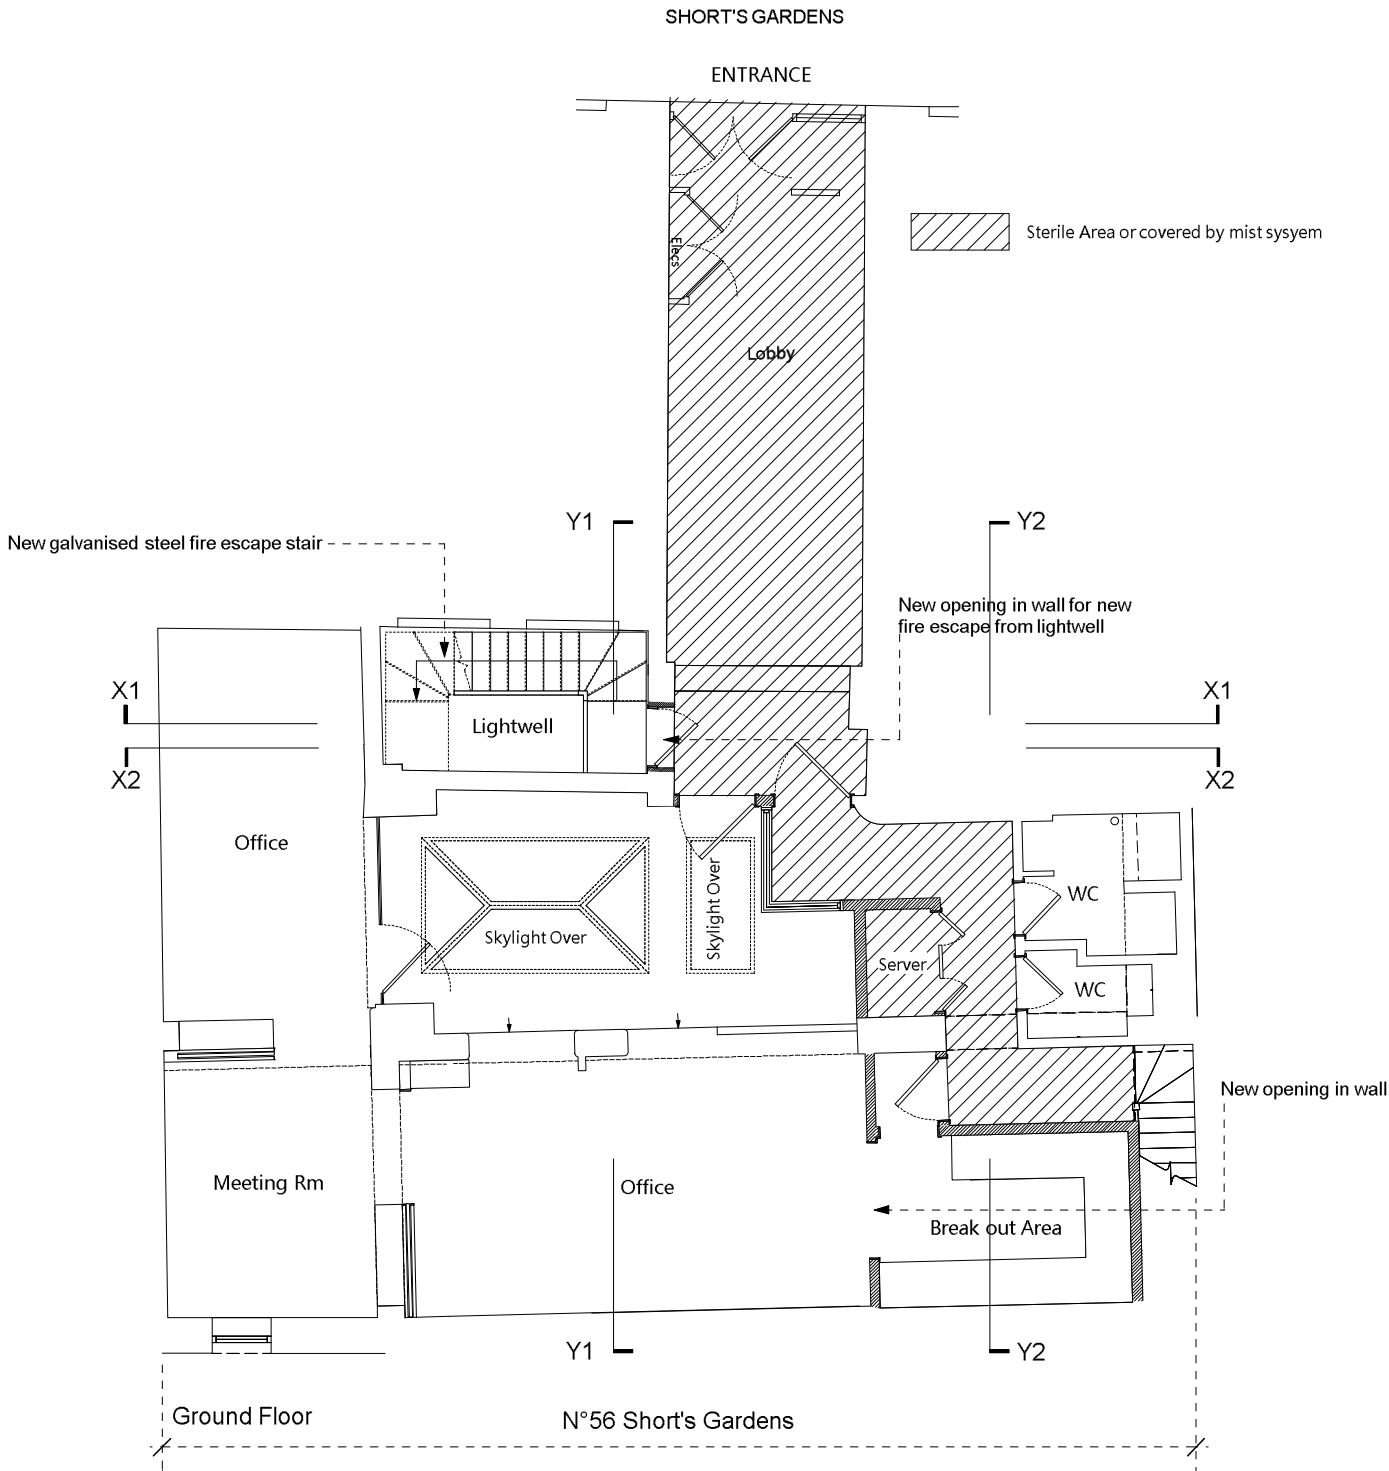 SHORT'S GARDENS
ENTRANCE
Sterile Area or covered by mist sysyem
Elecs
Lobby
Y1
Y2
New galvanised steel fire escape stair
New opening in wall for new
fire escape from lightwell
X1
X1
Lightwell
X2
X2
Office
Skylight Over
Skylight Over
WC
Server
WC
New opening in wall
Meeting Rm
Office
Break out Area
Y1
Y2
Ground Floor
N°56 Short's Gardens